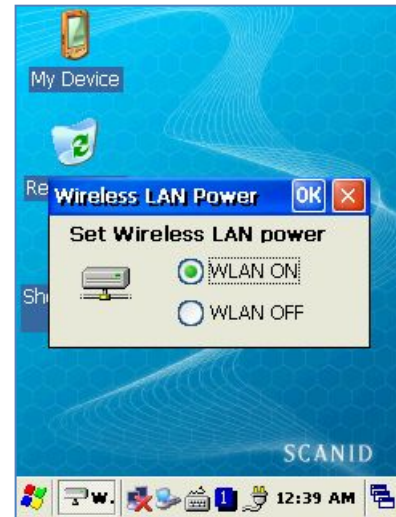 My Device
Re
Wireless LAN Power OK
Set Wireless LAN power
WLAN ON
Sh
WLAN OFF
SCANID
w. 1 12:39 AM